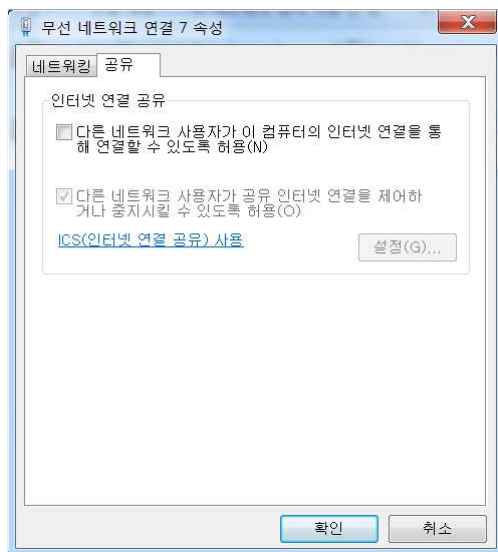 무선 네트워크 연결 7 속성
네트워킹 공유
인터넷 연결 공유
다른 네트워크 사용자가 이 컴퓨터의 인터넷 연결을 통
해 연결할 수 있도록 허용(N)
다른 네트워크 사용자가 공유 인터넷 연결을 제어하
거나 중지시킬 수 있도록 허용(O)
ICS(인터넷 연결 공유) 사용
설정(G)...
확인 취소